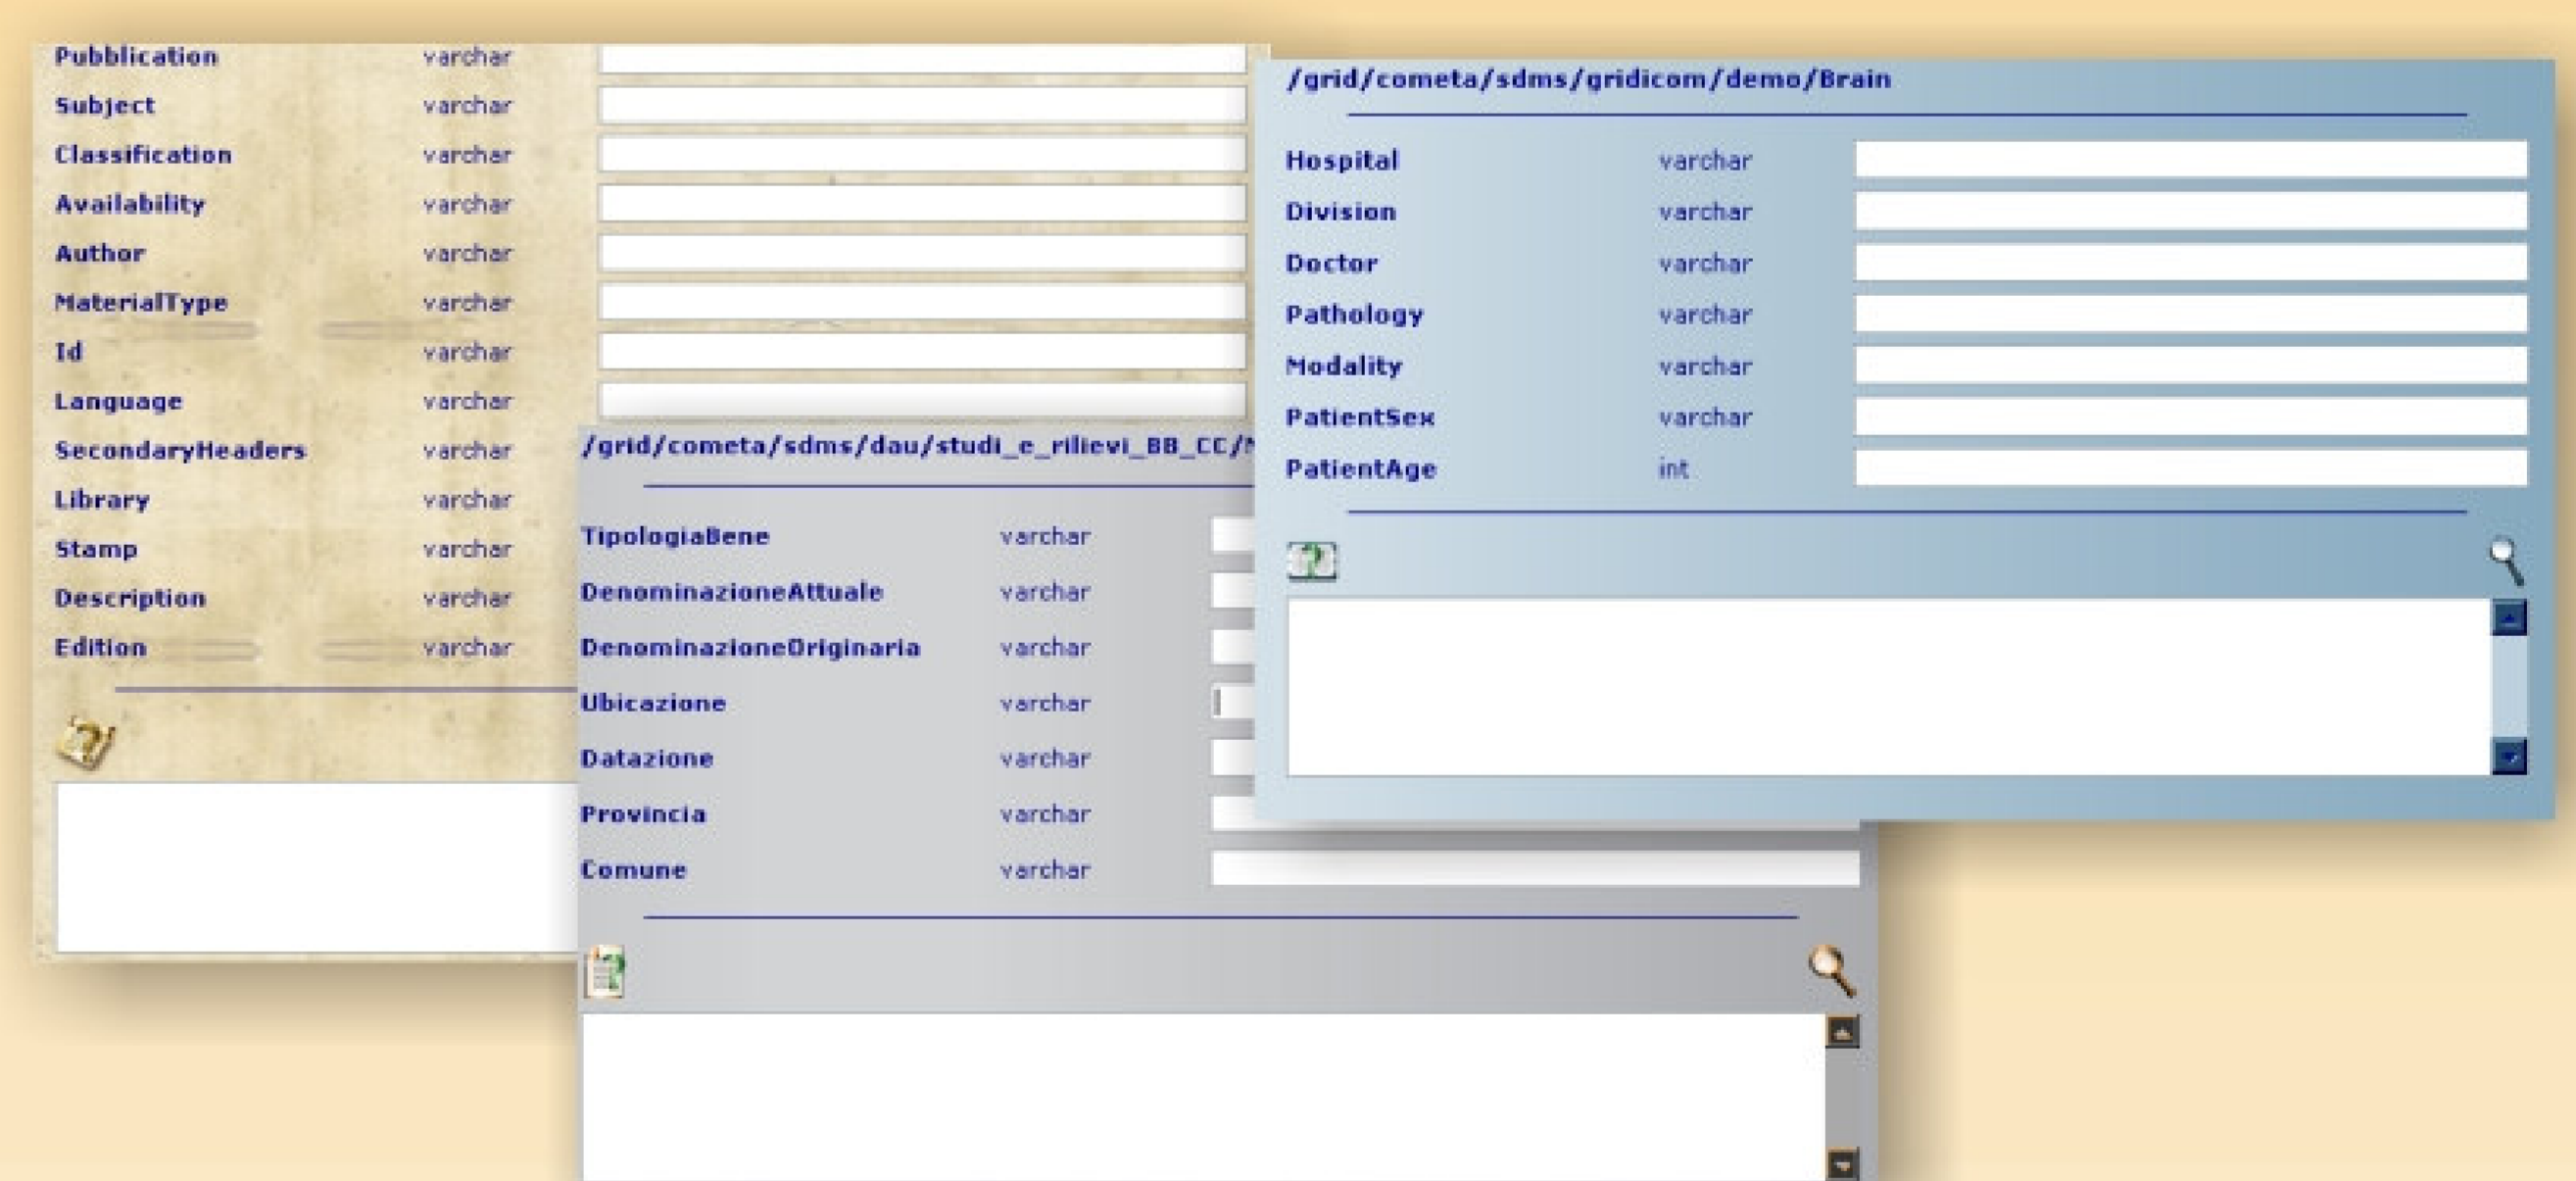 Pubblication varchar
Subject varchar
Classification varchar
Availability varchar
Author varchar
MaterialType varchar
Id varchar
Language varchar
SecondaryHeaders varchar
Library varchar
Stamp varchar
Description varchar
Edition varchar
/grid/cometa/sdms/dau/studi_e_rilievi_BB_CC/
TipologiaBene varchar
DenominazioneAttuale varchar
DenominazioneOriginaria varchar
Ubicazione varchar
Datazione varchar
Provincia varchar
Comune varchar
/grid/cometa/sdms/gridicom/demo/Brain
Hospital varchar
Division varchar
Doctor varchar
Pathology varchar
Modality varchar
PatientSex varchar
PatientAge int